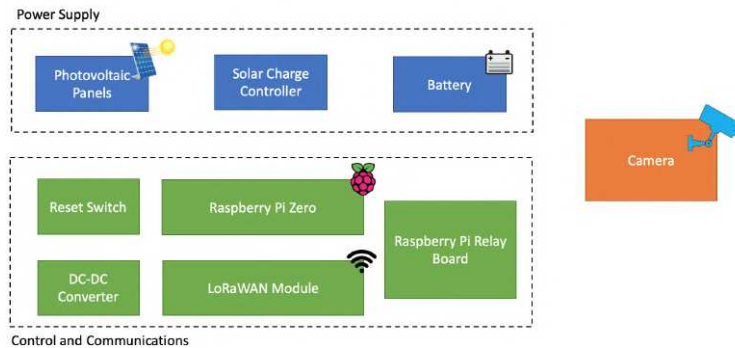 Power Supply
Photovoltaic
Panels
Solar Charge
Controller
Battery
Camera
Reset Switch
Raspberry Pi Zero
Raspberry Pi Relay
Board
DC-DC
Converter
LoRaWAN Module
Control and Communications